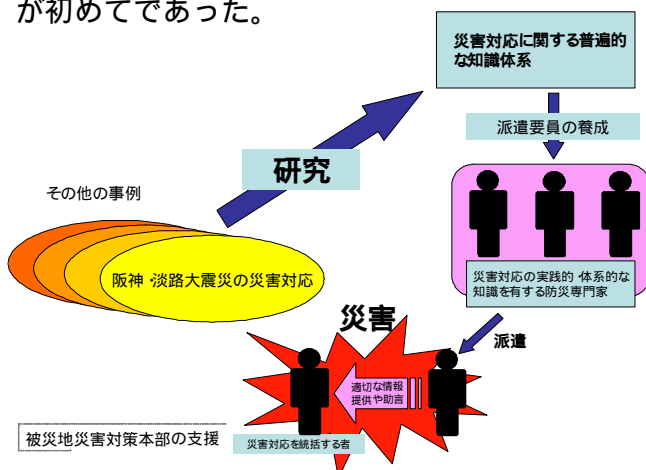 が初めてであった。
災害対応に関する普遍的
な知識体系
派遣要員の養成
研究
その他の事例
阪神・淡路大震災の災害対応
災害対応の実践的・体系的な
知識を有する防災専門家
災害
派遣
適切な情報
提供や助言
被災地災害対策本部の支援
災害対応を統括する者